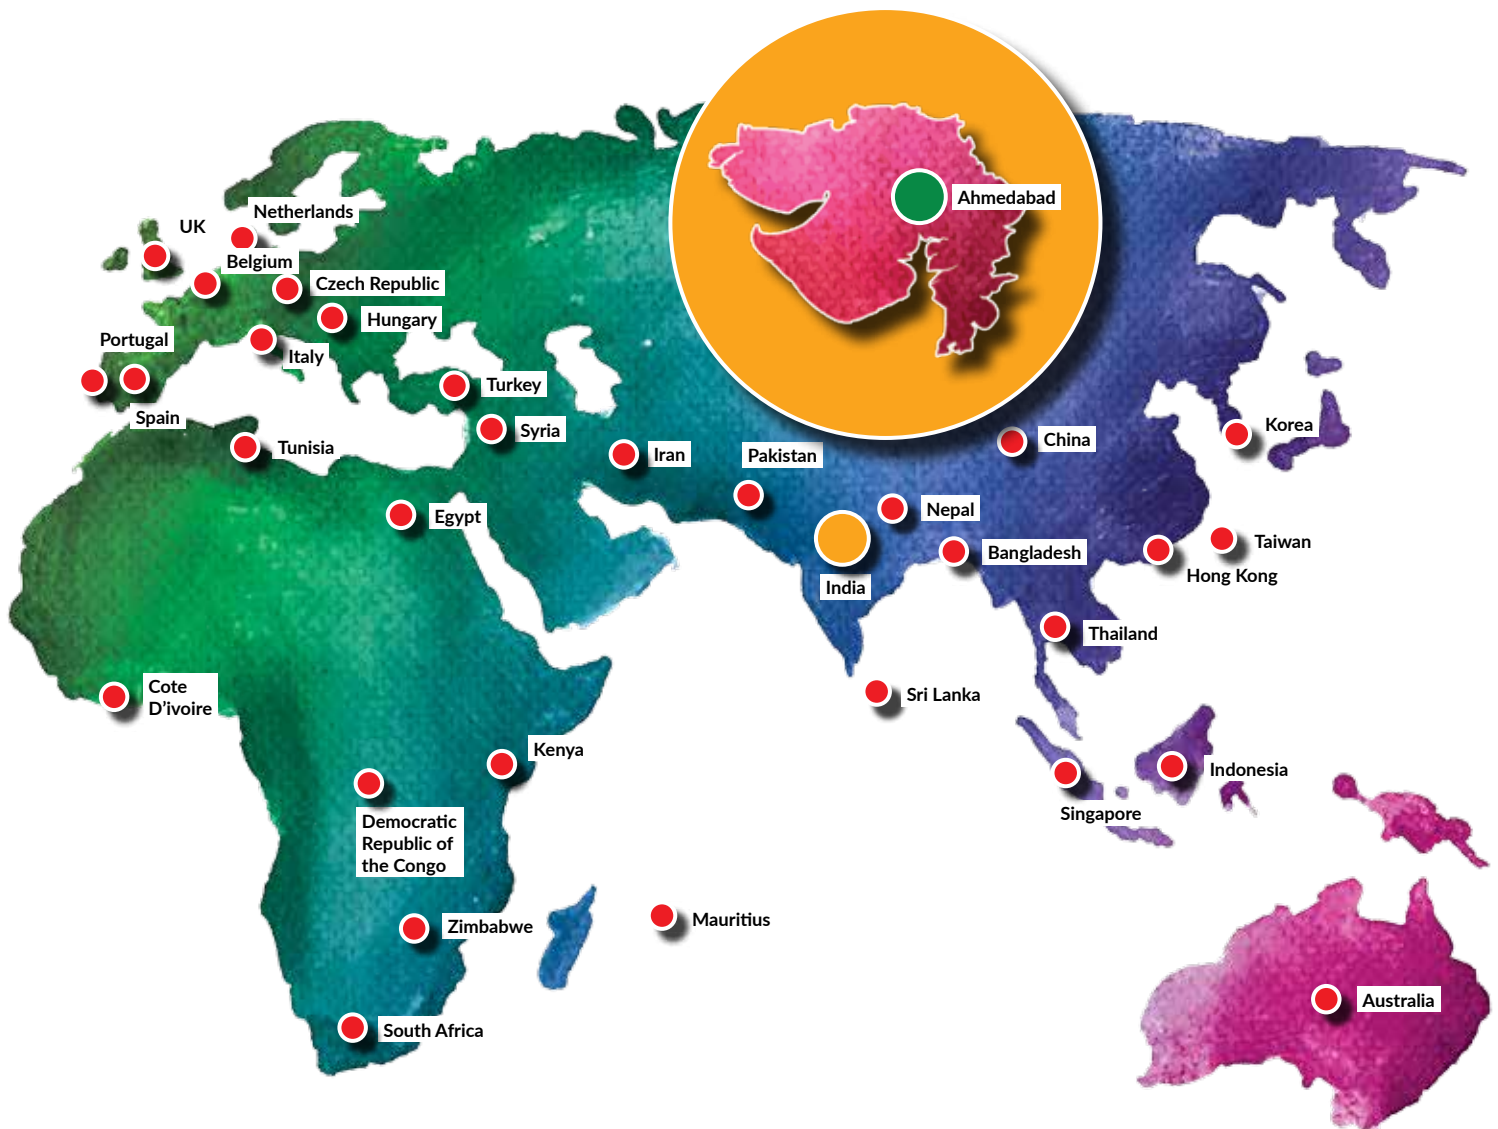 Ahmedabad
Netherlands
UK
Belgium
Czech Republic
Hungary
Portugal
Italy
Turkey
Spain
Syria
Korea
China
Tunisia
Iran
Pakistan
Nepal
Egypt
Taiwan
Bangladesh
Hong Kong
India
Thailand
Cote
D'ivoire
Sri Lanka
Kenya
Indonesia
Singapore
Democratic
Republic of
the Congo
Mauritius
Zimbabwe
Australia
South Africa